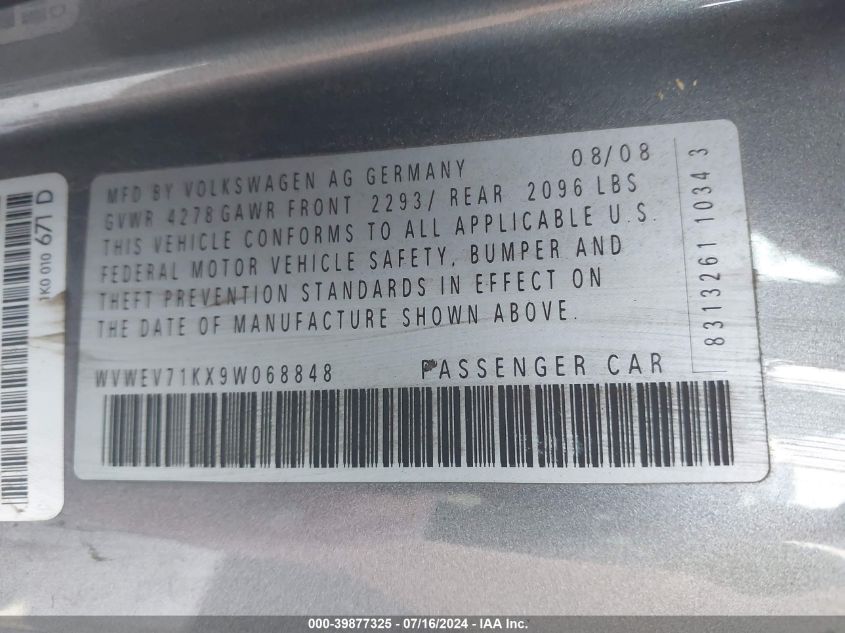 MFD BY VOLKSWAGEN AG GERMANY 08/08
GVWR 4278 GAWR FRONT 2293/ REAR 2096 LBS
THIS VEHICLE CONFORMS TO ALL APPLICABLE U.S.
FEDERAL MOTOR VEHICLE SAFETY, BUMPER AND
THEFT PREVENTION STANDARDS IN EFFECT ON
THE DATE OF MANUFACTURE SHOWN ABOVE.
WVWEV71KX9W068848 PASSENGER CAR
8313261 1034 3
1K0 010 671 D
000-39877325 - 07/16/2024 - IAA Inc.